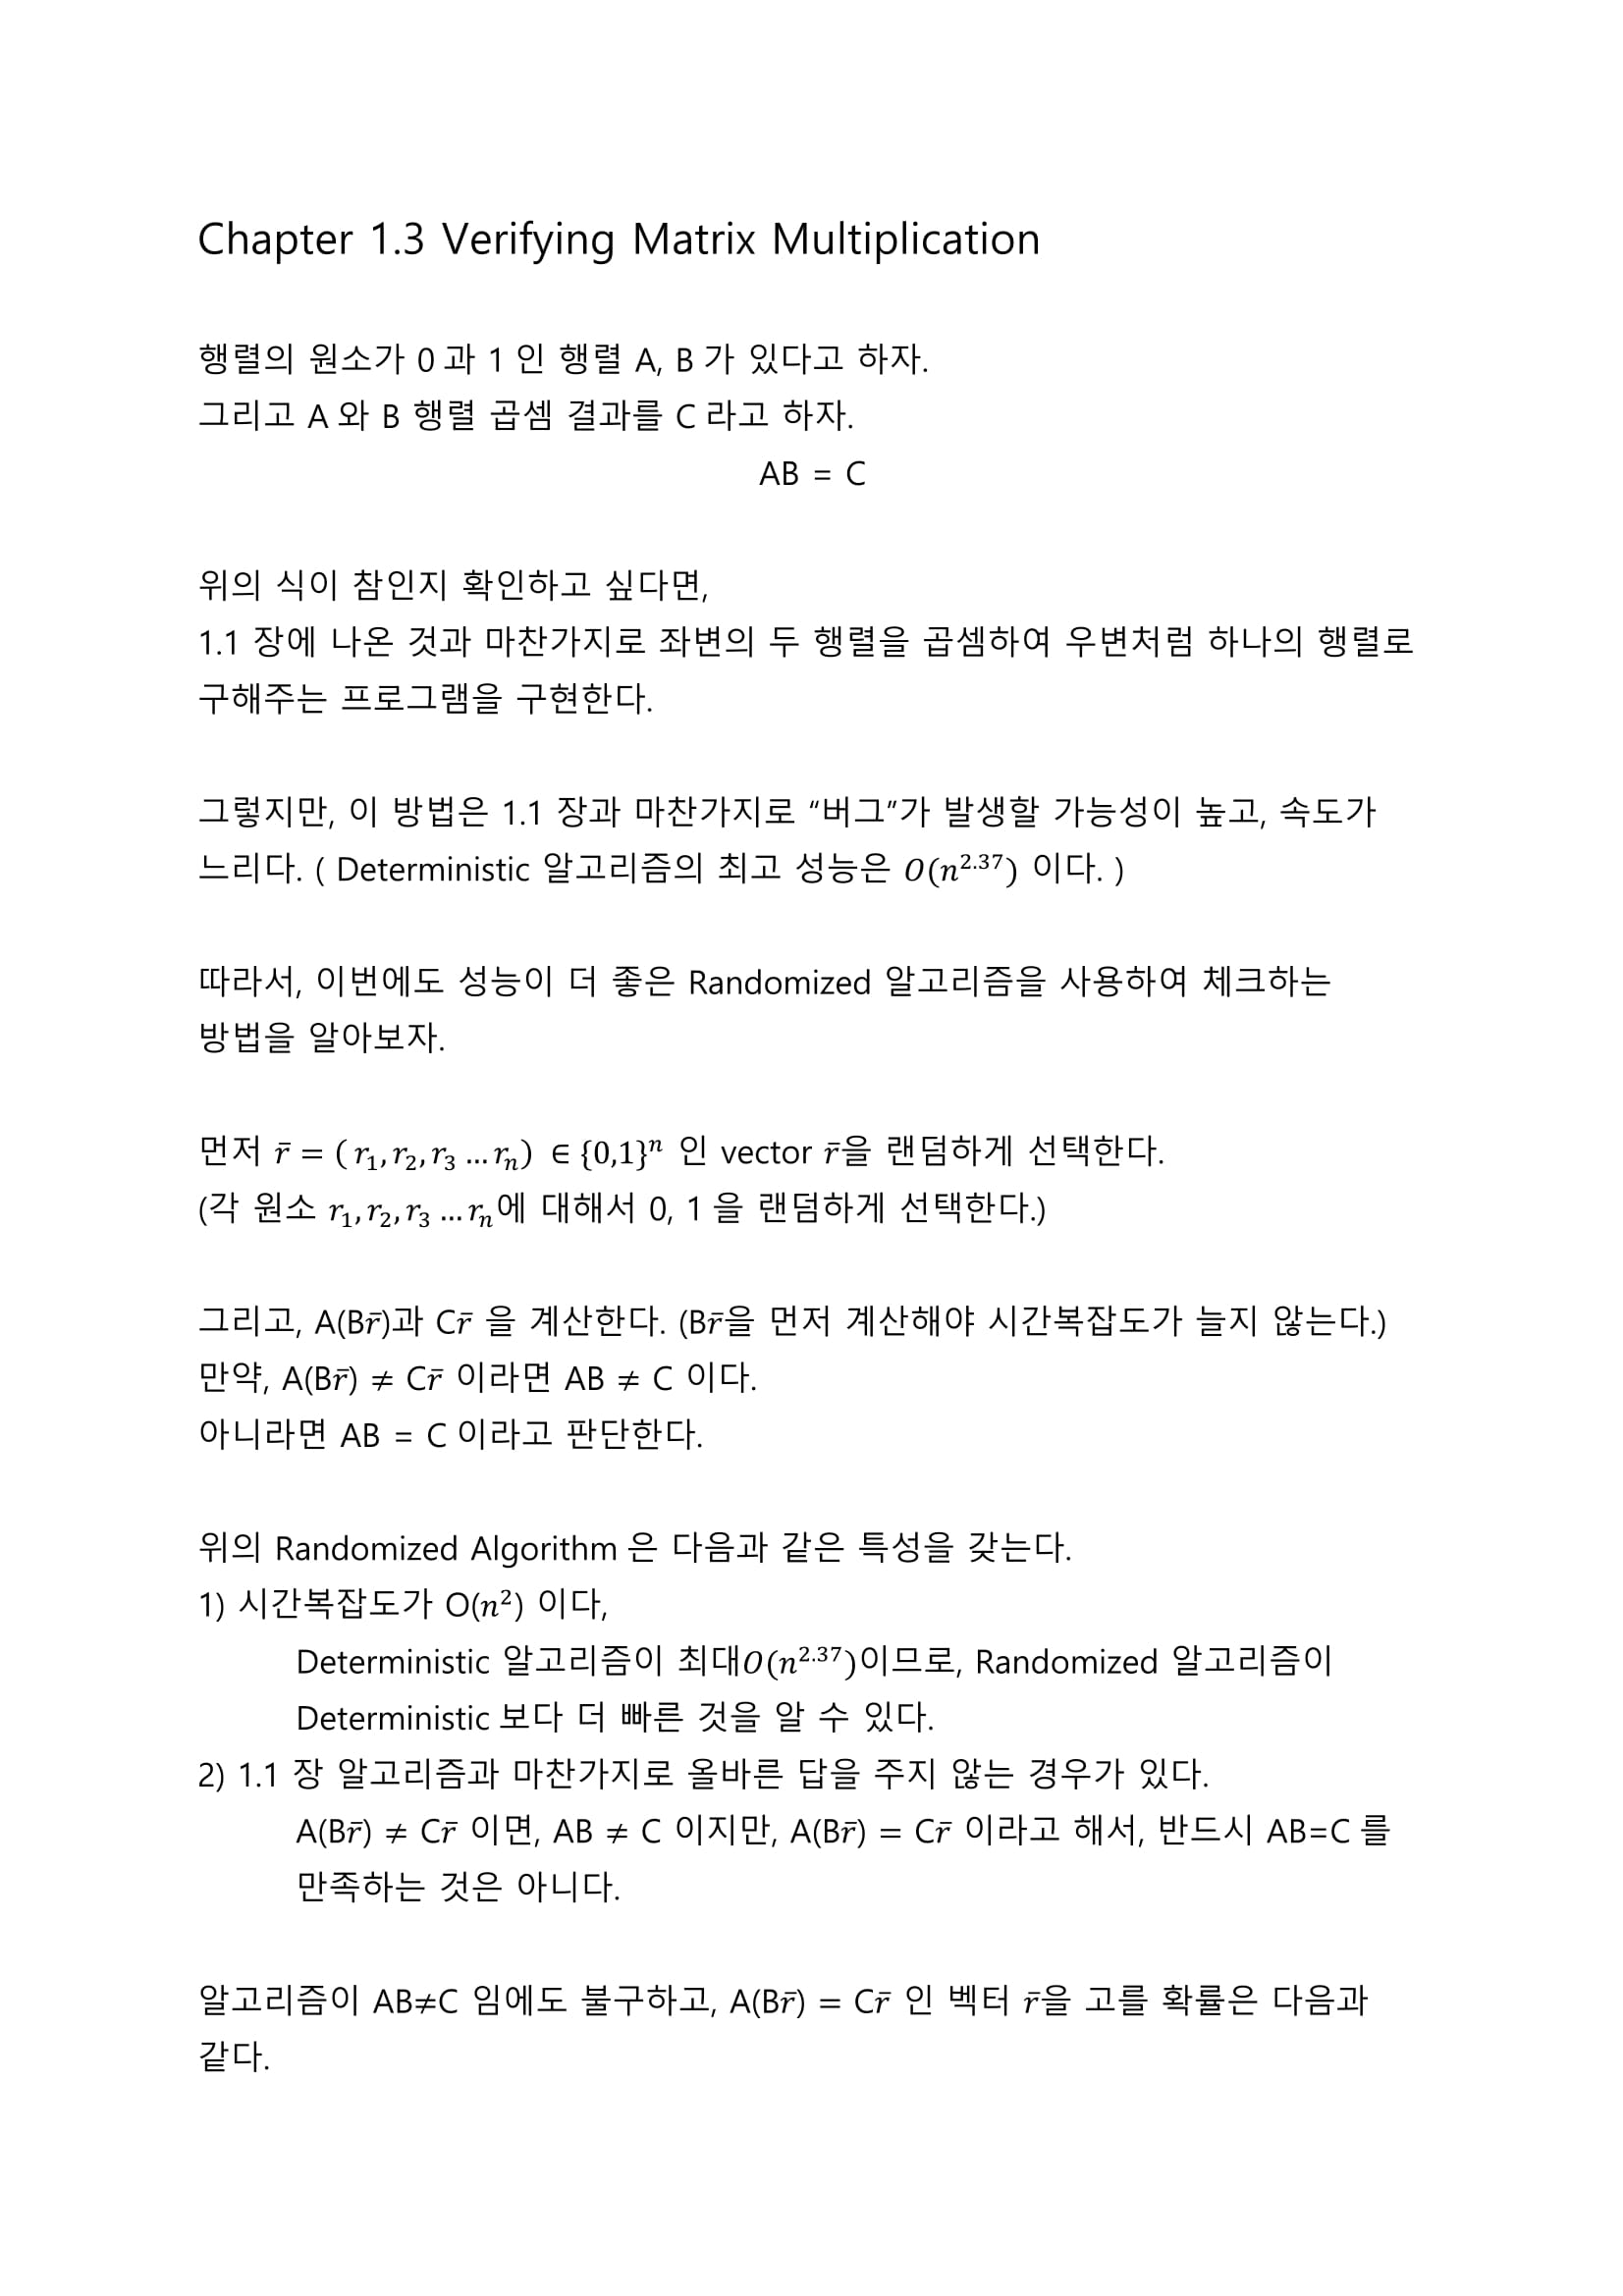 Chapter 1.3 Verifying Matrix Multiplication
행렬의 원소가 0 과 1 인 행렬 A, B 가 있다고 하자.
그리고 A 와 B 행렬 곱셈 결과를 C 라고 하자.
AB = C
위의 식이 참인지 확인하고 싶다면,
1.1 장에 나온 것과 마찬가지로 좌변의 두 행렬을 곱셈하여 우변처럼 하나의 행렬로
구해주는 프로그램을 구현한다.
그렇지만, 이 방법은 1.1 장과 마찬가지로 “버그”가 발생할 가능성이 높고, 속도가
느리다. ( Deterministic 알고리즘의 최고 성능은 $O(n^{2.37})$ 이다. )
따라서, 이번에도 성능이 더 좋은 Randomized 알고리즘을 사용하여 체크하는
방법을 알아보자.
먼저 $\bar{r} = ( r_1, r_2, r_3 ... r_n) \in \{0,1\}^n$ 인 vector $\bar{r}$을 랜덤하게 선택한다.
(각 원소 $r_1, r_2, r_3 ... r_n$에 대해서 0, 1 을 랜덤하게 선택한다.)
그리고, A(B$\bar{r}$)과 C$\bar{r}$ 을 계산한다. (B$\bar{r}$을 먼저 계산해야 시간복잡도가 늘지 않는다.)
만약, A(B$\bar{r}$) ≠ C$\bar{r}$ 이라면 AB ≠ C 이다.
아니라면 AB = C 이라고 판단한다.
위의 Randomized Algorithm 은 다음과 같은 특성을 갖는다.
1) 시간복잡도가 O($n^2$) 이다,
Deterministic 알고리즘이 최대$O(n^{2.37})$이므로, Randomized 알고리즘이
Deterministic 보다 더 빠른 것을 알 수 있다.
2) 1.1 장 알고리즘과 마찬가지로 올바른 답을 주지 않는 경우가 있다.
A(B$\bar{r}$) ≠ C$\bar{r}$ 이면, AB ≠ C 이지만, A(B$\bar{r}$) = C$\bar{r}$ 이라고 해서, 반드시 AB=C 를
만족하는 것은 아니다.
알고리즘이 AB≠C 임에도 불구하고, A(B$\bar{r}$) = C$\bar{r}$ 인 벡터 $\bar{r}$을 고를 확률은 다음과
같다.